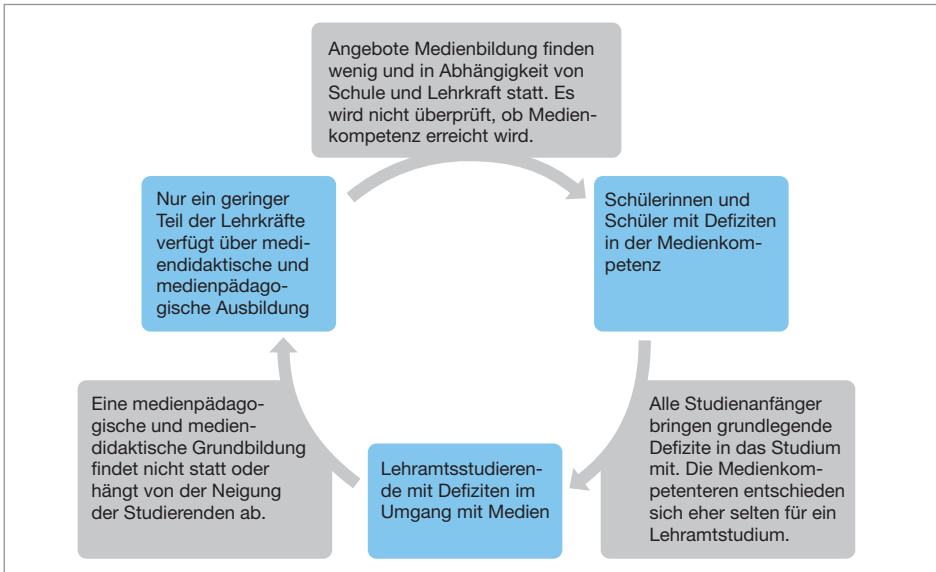 Angebote Medienbildung finden
wenig und in Abhängigkeit von
Schule und Lehrkraft statt. Es
wird nicht überprüft, ob Medien-
kompetenz erreicht wird.
Nur ein geringer
Teil der Lehrkräfte
verfügt über medi-
endidaktische und
medienpädago-
gische Ausbildung
Schülerinnen und
Schüler mit Defiziten
in der Medienkom-
petenz
Eine medienpädago-
gische und medien-
didaktische Grundbildung
findet nicht statt oder
hängt von der Neigung
der Studierenden ab.
Lehramtsstudieren-
de mit Defiziten im
Umgang mit Medien
Alle Studienanfänger
bringen grundlegende
Defizite in das Studium
mit. Die Medienkom-
petenteren entschieden
sich eher selten für ein
Lehramtstudium.